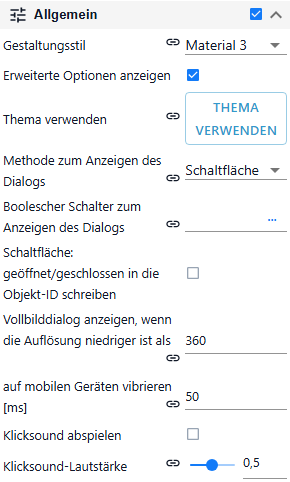 Allgemein
Gestaltungsstil Material 3
Erweiterte Optionen anzeigen
Thema verwenden THEMA
VERWENDEN
Methode zum Anzeigen des
Dialogs Schaltfläche
Boolescher Schalter zum
Anzeigen des Dialogs ...
Schaltfläche:
geöffnet/geschlossen in die
Objekt-ID schreiben
Vollbilddialog anzeigen, wenn
die Auflösung niedriger ist als 360
auf mobilen Geräten vibrieren
[ms] 50
Klicksound abspielen
Klicksound-Lautstärke 0,5